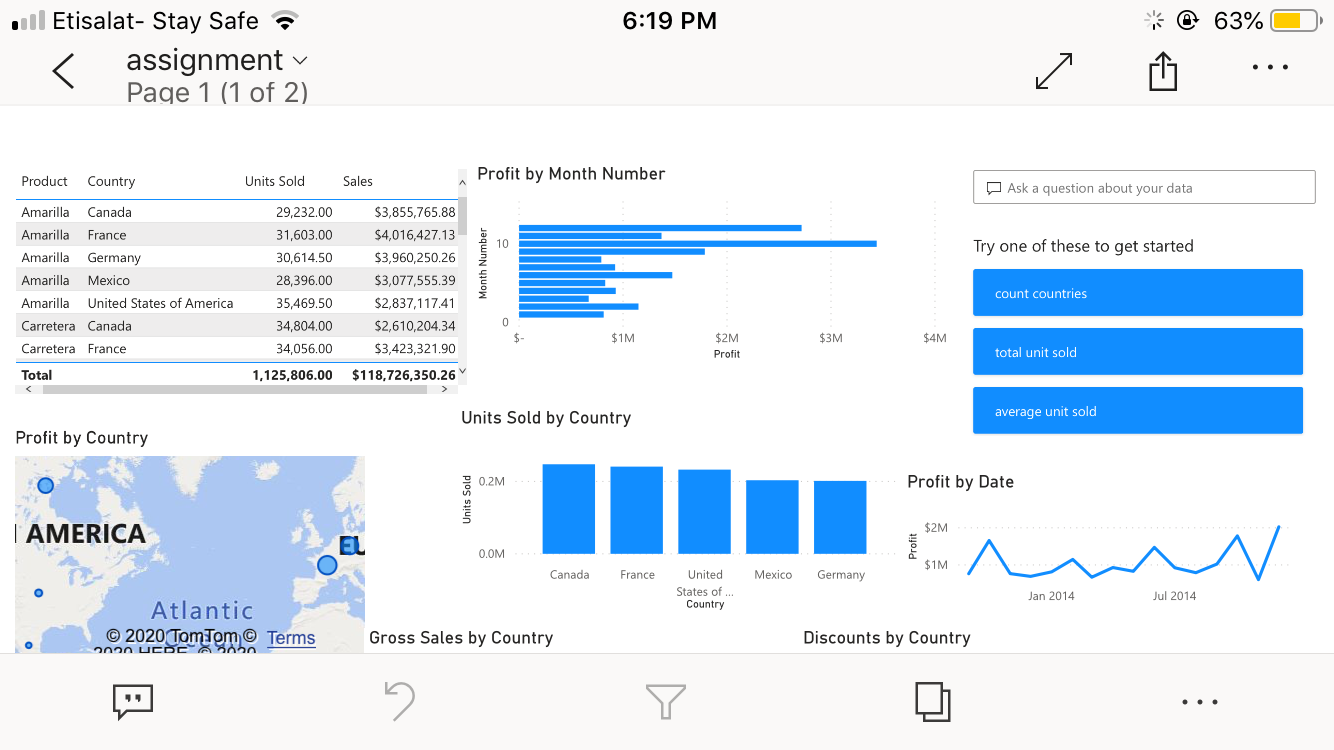 Etisalat- Stay Safe
6:19 PM
63%
assignment
Page 1 (1 of 2)
Product Country Units Sold Sales
Amarilla Canada 29,232.00 $3,855,765.88
Amarilla France 31,603.00 $4,016,427.13
Amarilla Germany 30,614.50 $3,960,250.26
Amarilla Mexico 28,396.00 $3,077,555.39
Amarilla United States of America 35,469.50 $2,837,117.41
Carretera Canada 34,804.00 $2,610,204.34
Carretera France 34,056.00 $3,423,321.90
Total 1,125,806.00 $118,726,350.26
Profit by Month Number
Month Number
10
0
$- $1M $2M $3M $4M
Profit
Ask a question about your data
Try one of these to get started
count countries
total unit sold
average unit sold
Profit by Country
AMERICA
EU
Atlantic
© 2020 TomTom © Terms
2020 HERE, © 2020
Units Sold by Country
Units Sold
0.2M
0.0M
Canada France United Mexico Germany
States of ...
Country
Profit by Date
Profit
$2M
$1M
Jan 2014 Jul 2014
Gross Sales by Country
Discounts by Country